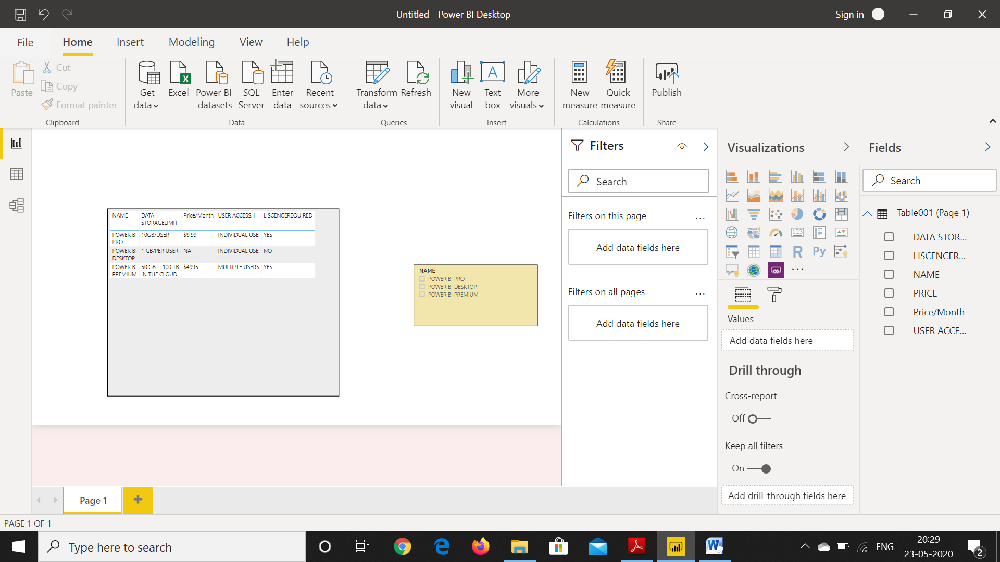 Untitled - Power BI Desktop
Sign in
File
Home
Insert
Modeling
View
Help
Paste
Cut
Copy
Format painter
Clipboard
Get
data
Excel
Power BI
datasets
SQL
Server
Enter
data
Recent
sources
Data
Transform
data
Refresh
Queries
New
visual
A
Text
box
More
visuals
Insert
New
measure
Quick
measure
Calculations
Publish
Share
NAME DATA STORAGELIMIT Price/Month USER ACCESS.1 LISCENCEREQUIRED
POWER BI PRO 10GB/USER $9.99 INDIVIDUAL USE YES
POWER BI DESKTOP 1 GB/PER USER NA INDIVIDUAL USE NO
POWER BI PREMIUM 50 GB + 100 TB IN THE CLOUD $4995 MULTIPLE USERS YES
NAME
POWER BI PRO
POWER BI DESKTOP
POWER BI PREMIUM
Filters
Search
Filters on this page
...
Add data fields here
Filters on all pages
...
Add data fields here
Visualizations
123
R
Py
...
Values
Add data fields here
Drill through
Cross-report
Off
Keep all filters
On
Add drill-through fields here
Fields
Search
Table001 (Page 1)
DATA STOR...
LISCENCER...
NAME
PRICE
Price/Month
USER ACCE...
Page 1
+
PAGE 1 OF 1
Type here to search
W
ENG
20:29
23-05-2020
2